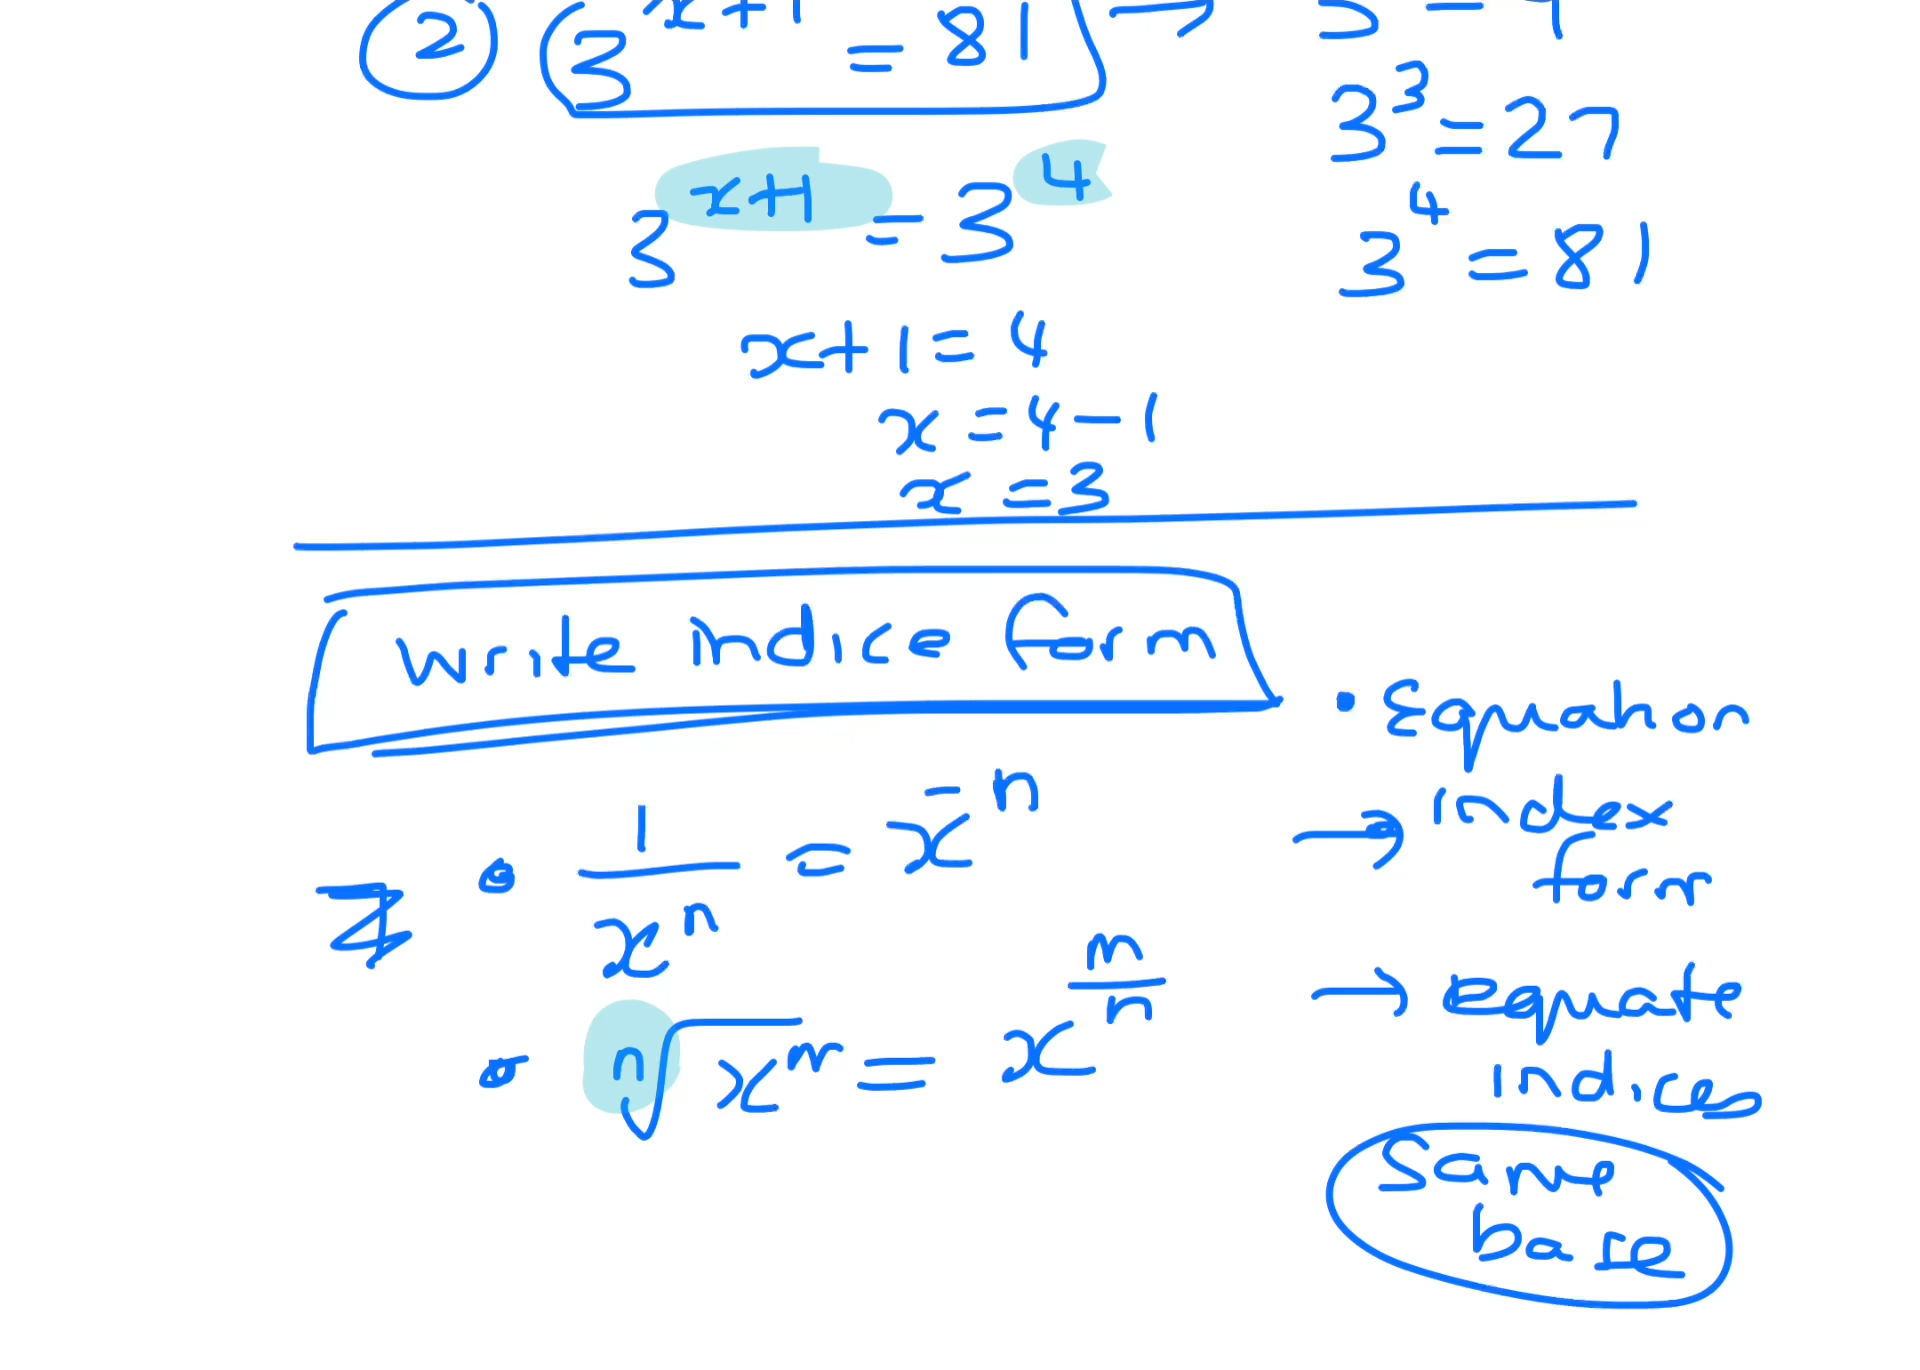 ② 3^(x+1) = 81 →
3^3 = 27
3^(x+1) = 3^4
3^4 = 81
x+1 = 4
x = 4 - 1
x = 3
write indice form
• Equation
→ index
form
• 1/x^n = x^-n
• n√x^m = x^(m/n)
→ equate
indices
same
base